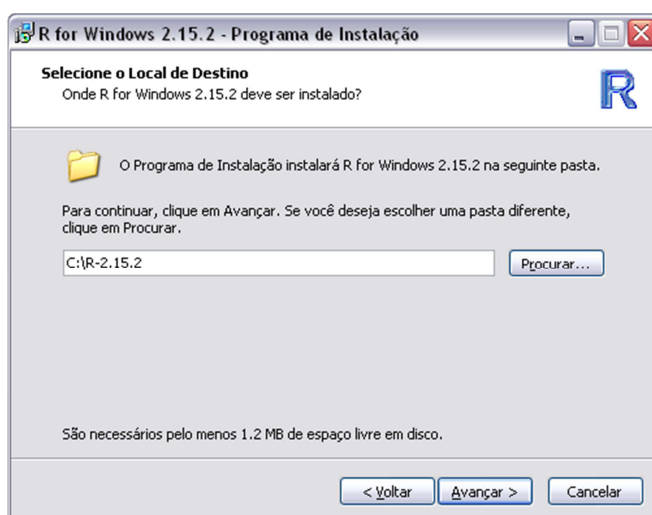 R for Windows 2.15.2 - Programa de Instalação
Selecione o Local de Destino
Onde R for Windows 2.15.2 deve ser instalado?
R
O Programa de Instalação instalará R for Windows 2.15.2 na seguinte pasta.
Para continuar, clique em Avançar. Se você deseja escolher uma pasta diferente,
clique em Procurar.
C:\R-2.15.2
Procurar...
São necessários pelo menos 1.2 MB de espaço livre em disco.
< Voltar
Avançar >
Cancelar